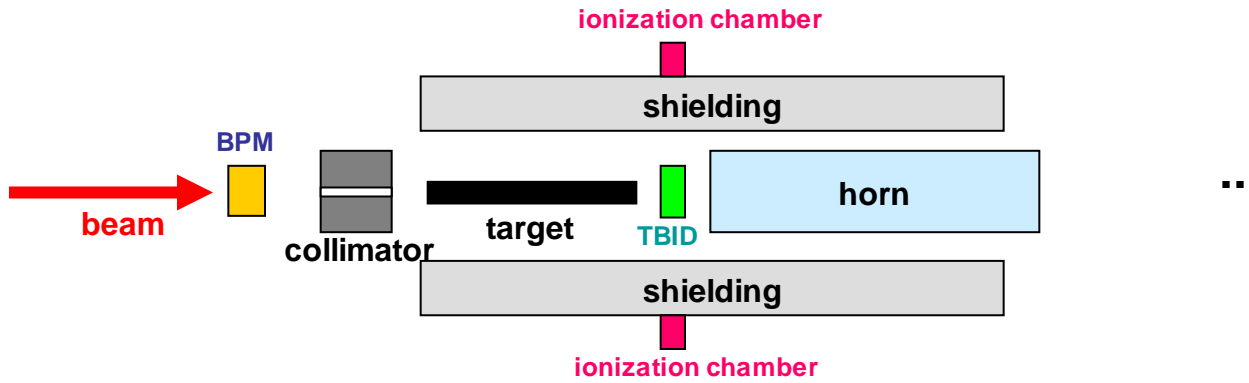 ionization chamber
shielding
BPM
beam
collimator
target
TBID
horn
..
shielding
ionization chamber